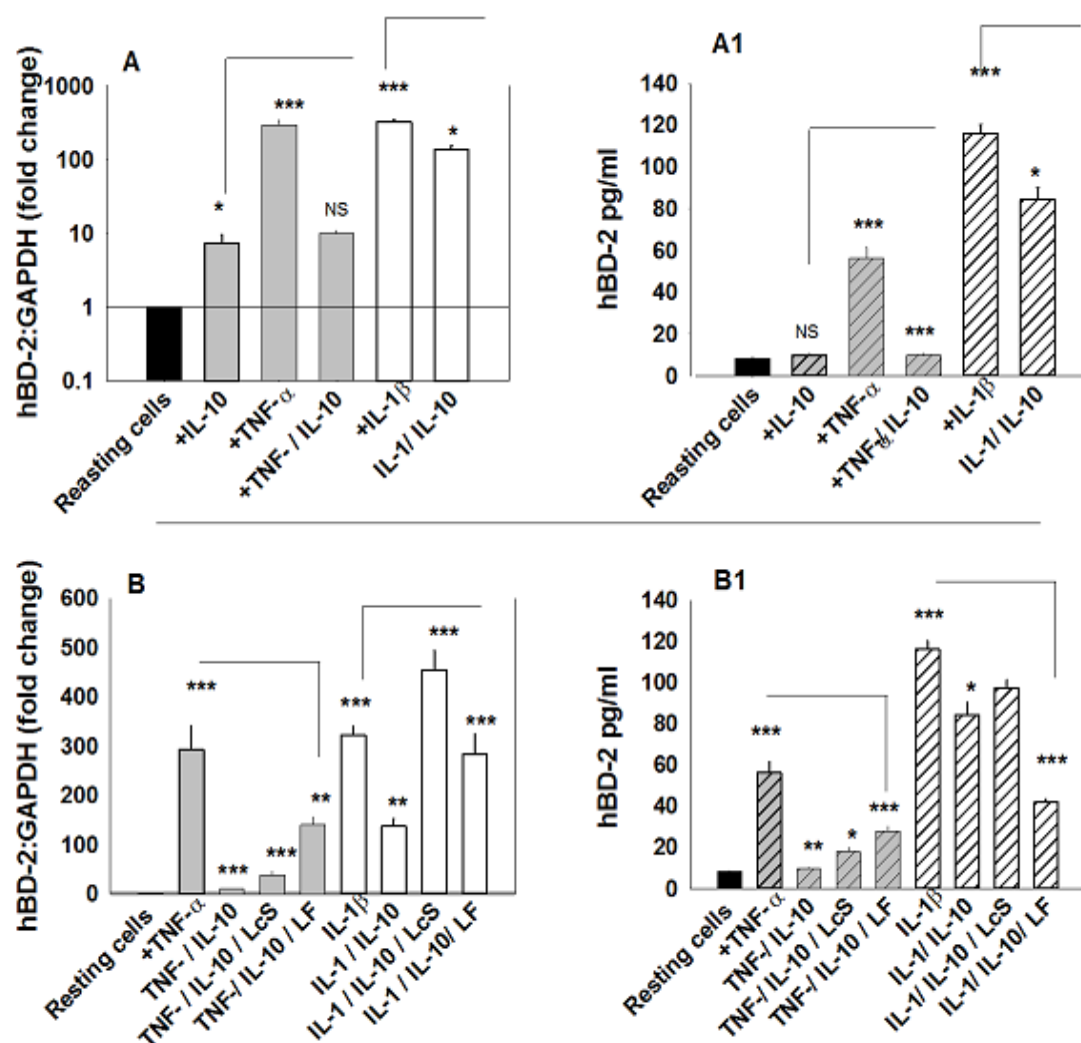 A
hBD-2:GAPDH (fold change)
1000
100
10
1
0.1
*
***
NS
***
*
Reasting cells
+IL-10
+TNF-α
+TNF- / IL-10
+IL-1β
IL-1/ IL-10
A1
hBD-2 pg/ml
140
120
100
80
60
40
20
0
NS
***
***
***
*
Reasting cells
+IL-10
+TNF-α
+TNFα/ IL-10
+IL-1β
IL-1/ IL-10
B
hBD-2:GAPDH (fold change)
600
500
400
300
200
100
0
***
***
***
**
***
**
***
***
Resting cells
+TNF-α
TNF- / IL-10
TNF- / IL-10 / LcS
TNF-/ IL-10 / LF
IL-1β
IL-1 / IL-10
IL-1 / IL-10 / LcS
IL-1 / IL-10/ LF
B1
hBD-2 pg/ml
140
120
100
80
60
40
20
0
***
**
*
***
***
*
***
Resting cells
+TNF-α
TNF-/ IL-10
TNF-/ IL-10 / LcS
TNF-/ IL-10 / LF
IL-1β
IL-1/ IL-10
IL-1/ IL-10 / LcS
IL-1/ IL-10/ LF